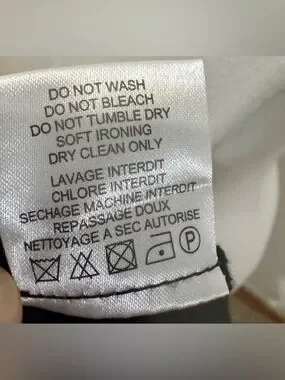 DO NOT WASH
DO NOT BLEACH
DO NOT TUMBLE DRY
SOFT IRONING
DRY CLEAN ONLY
LAVAGE INTERDIT
CHLORE INTERDIT
SECHAGE MACHINE INTERDIT
REPASSAGE DOUX
NETTOYAGE A SEC AUTORISE
P